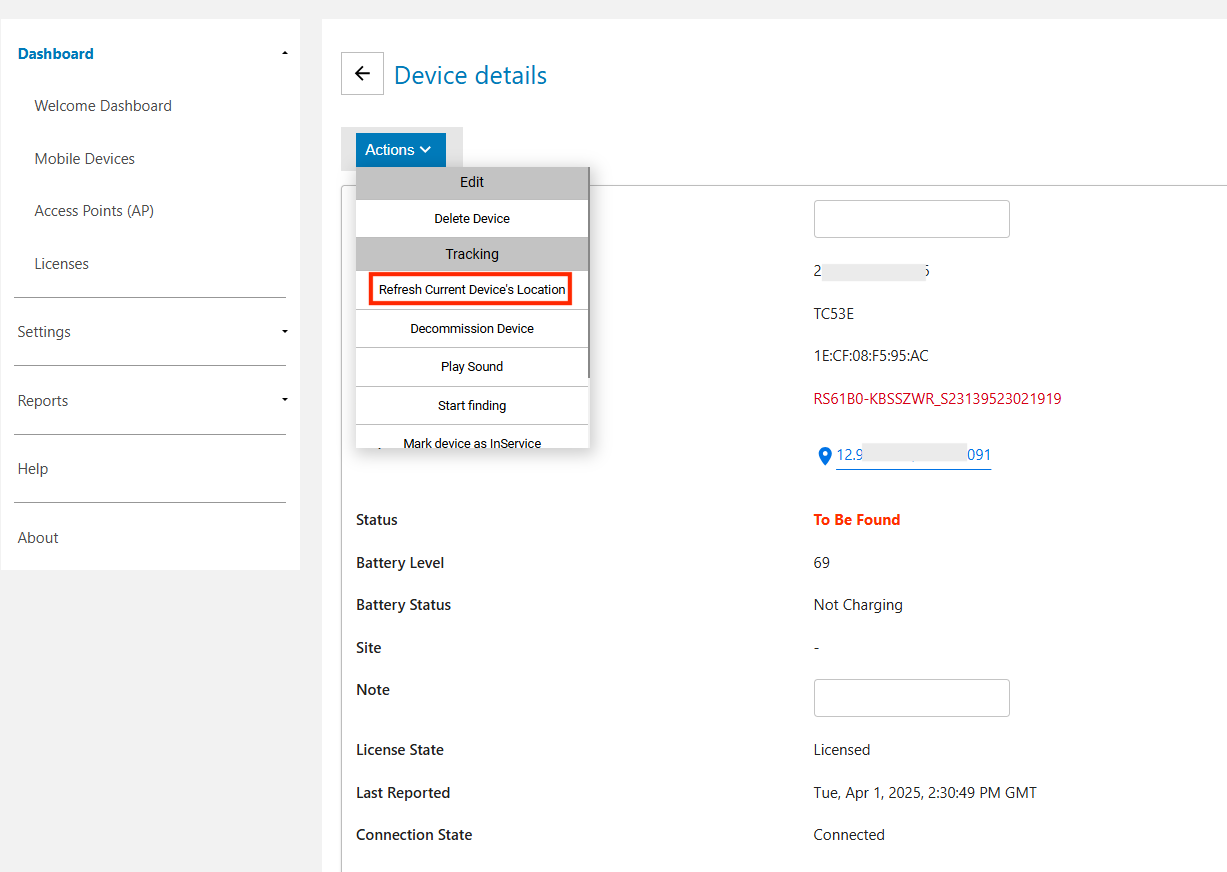 Dashboard
Welcome Dashboard
Mobile Devices
Access Points (AP)
Licenses
Settings
Reports
Help
About
Device details
Actions
Edit
Delete Device
Tracking
Refresh Current Device's Location
Decommission Device
Play Sound
Start finding
Mark device as InService
2
TC53E
1E:CF:08:F5:95:AC
RS61B0-KBSSZWR_S23139523021919
12.9 091
Status To Be Found
Battery Level 69
Battery Status Not Charging
Site -
Note
License State Licensed
Last Reported Tue, Apr 1, 2025, 2:30:49 PM GMT
Connection State Connected